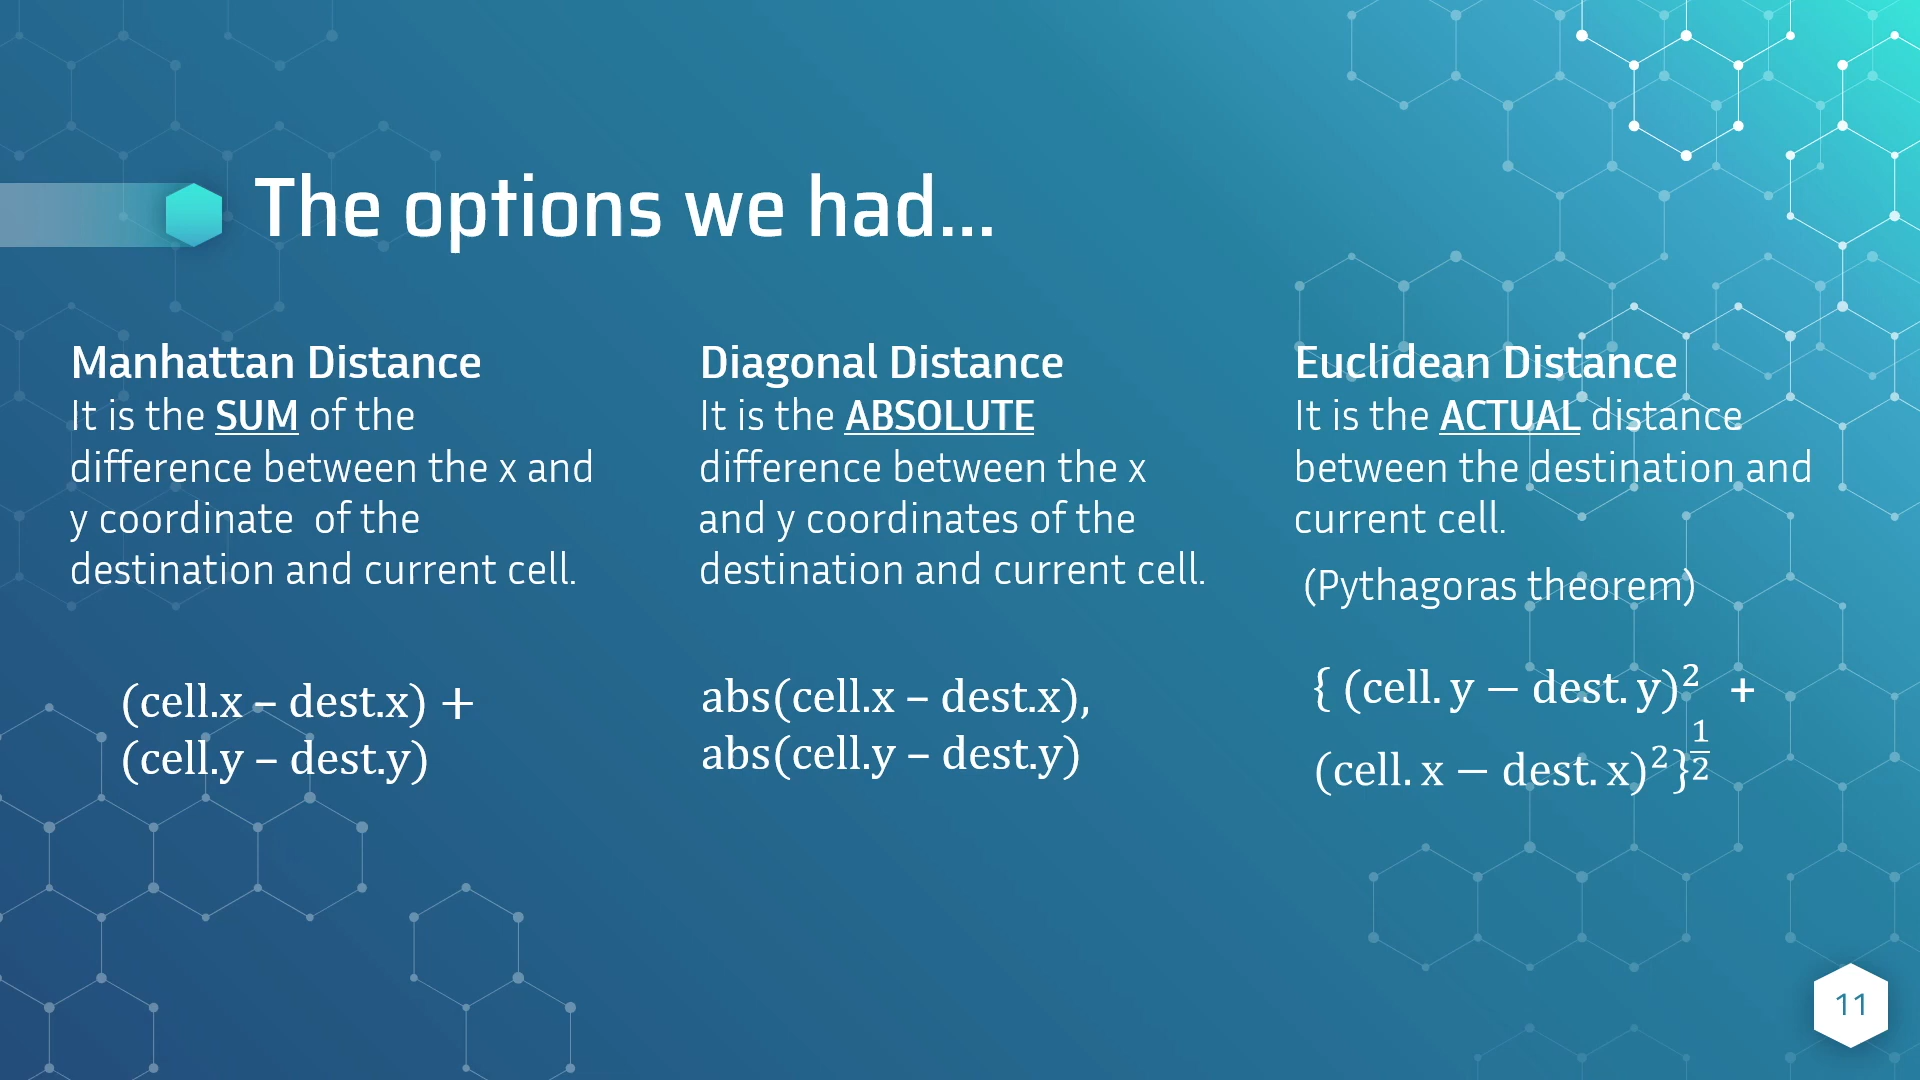 The options we had...
Manhattan Distance
It is the SUM of the
difference between the x and
y coordinate  of the
destination and current cell.
(cell.x – dest.x) +
(cell.y – dest.y)
Diagonal Distance
It is the ABSOLUTE
difference between the x
and y coordinates of the
destination and current cell.
abs(cell.x – dest.x),
abs(cell.y – dest.y)
Euclidean Distance
It is the ACTUAL distance
between the destination and
current cell.
(Pythagoras theorem)
{ (cell. y − dest. y)² +
(cell. x − dest. x)²}^(1/2)
11